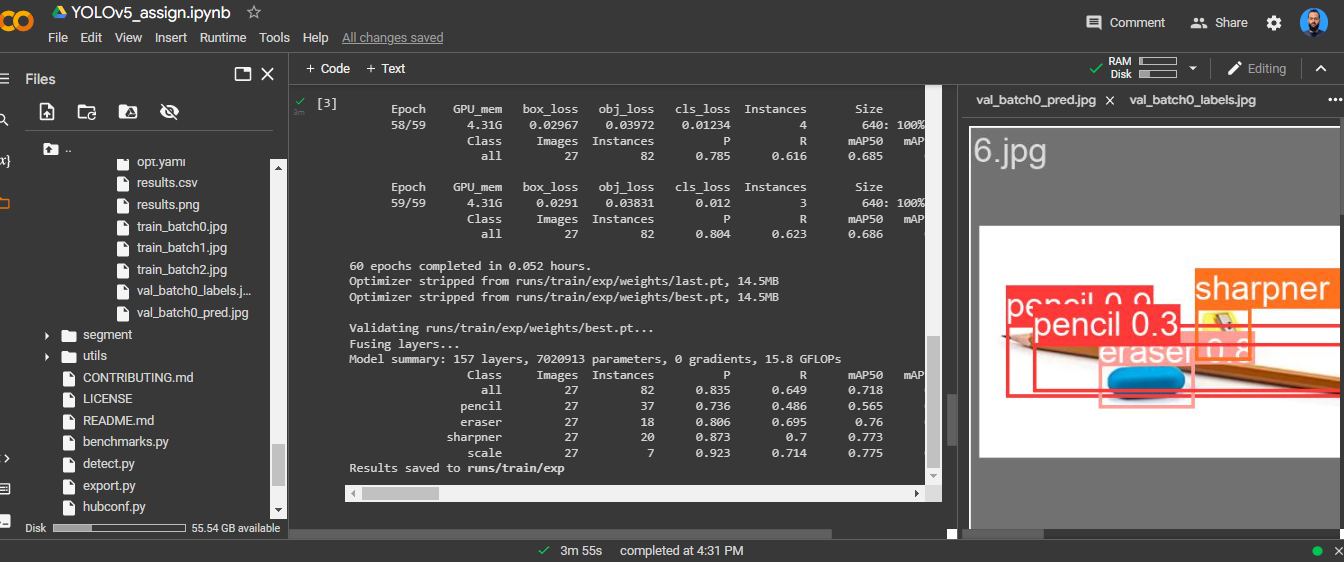 YOLOv5_assign.ipynb
File Edit View Insert Runtime Tools Help All changes saved
Comment Share
Files
+ Code + Text
RAM
Disk
Editing
..
opt.yaml
results.csv
results.png
train_batch0.jpg
train_batch1.jpg
train_batch2.jpg
val_batch0_labels.j...
val_batch0_pred.jpg
segment
utils
CONTRIBUTING.md
LICENSE
README.md
benchmarks.py
detect.py
export.py
hubconf.py
Disk 55.54 GB available
[3]
3m
Epoch GPU_mem box_loss obj_loss cls_loss Instances Size
58/59 4.31G 0.02967 0.03972 0.01234 4 640: 100%
Class Images Instances P R mAP50 mAP
all 27 82 0.785 0.616 0.685
Epoch GPU_mem box_loss obj_loss cls_loss Instances Size
59/59 4.31G 0.0291 0.03831 0.012 3 640: 100%
Class Images Instances P R mAP50 mAP
all 27 82 0.804 0.623 0.686
60 epochs completed in 0.052 hours.
Optimizer stripped from runs/train/exp/weights/last.pt, 14.5MB
Optimizer stripped from runs/train/exp/weights/best.pt, 14.5MB
Validating runs/train/exp/weights/best.pt...
Fusing layers...
Model summary: 157 layers, 7020913 parameters, 0 gradients, 15.8 GFLOPs
Class Images Instances P R mAP50 mAP
all 27 82 0.835 0.649 0.718
pencil 27 37 0.736 0.486 0.565
eraser 27 18 0.806 0.695 0.76
sharpner 27 20 0.873 0.7 0.773
scale 27 7 0.923 0.714 0.775
Results saved to runs/train/exp
val_batch0_pred.jpg val_batch0_labels.jpg
6.jpg
sharpner
pencil 0.9
pencil 0.3
eraser 0.8
3m 55s completed at 4:31 PM